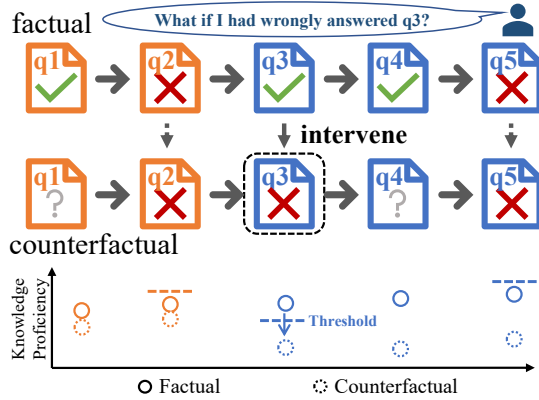 What if I had wrongly answered q3?
factual
q1 q2 q3 q4 q5
intervene
q1 q2 q3 q4 q5
? ?
counterfactual
Knowledge
Proficiency
Threshold
Factual Counterfactual